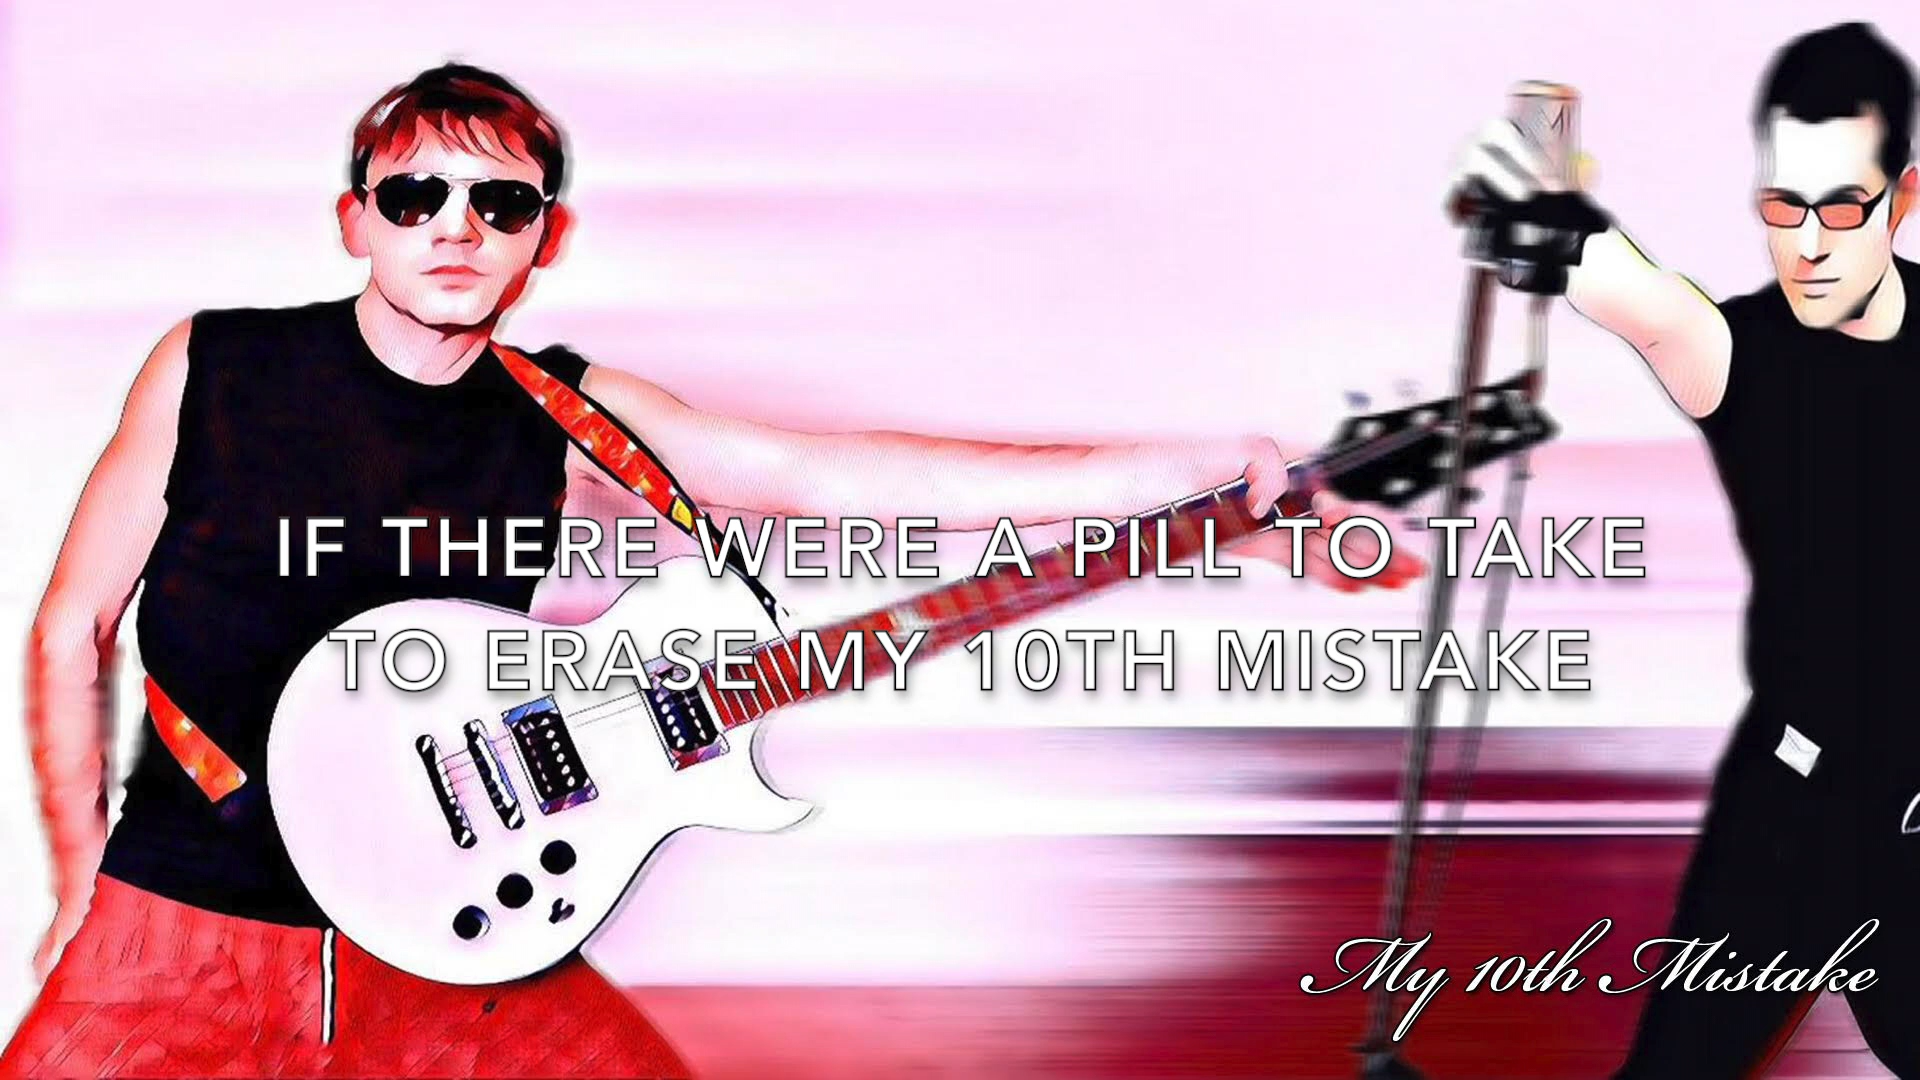 IF THERE WERE A PILL TO TAKE
TO ERASE MY 10TH MISTAKE
My 10th Mistake